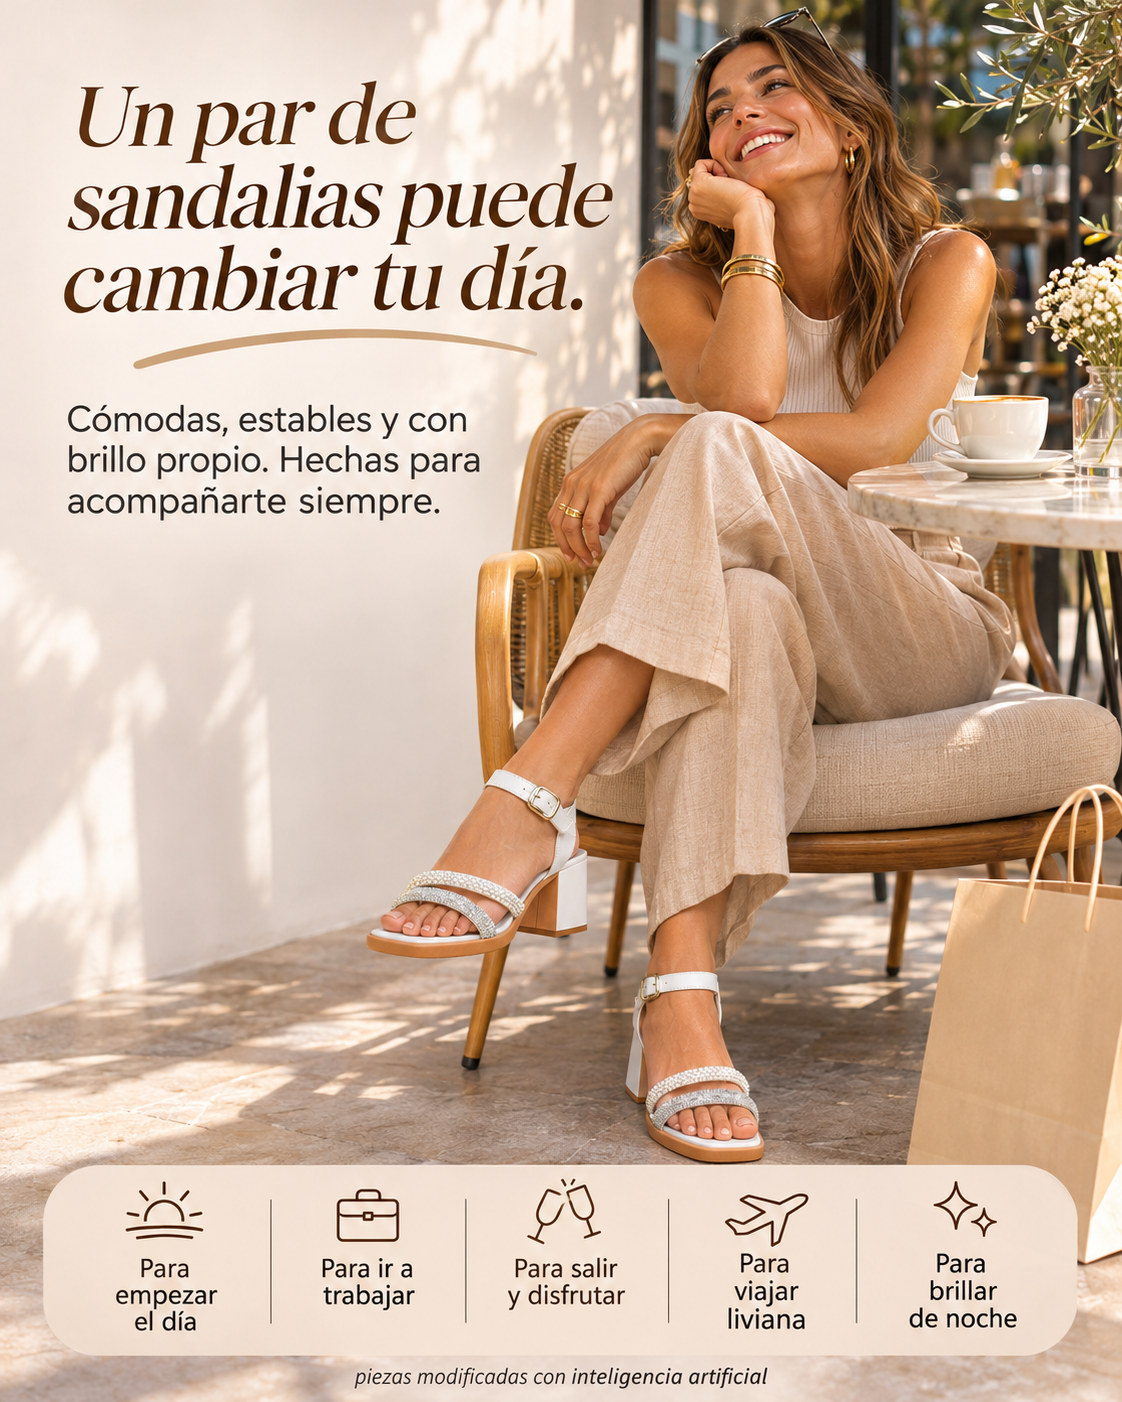 Un par de
sandalias puede
cambiar tu día.
Cómodas, estables y con
brillo propio. Hechas para
acompañarte siempre.
Para
empezar
el día
Para ir a
trabajar
Para salir
y disfrutar
Para
viajar
liviana
Para
brillar
de noche
piezas modificadas con inteligencia artificial